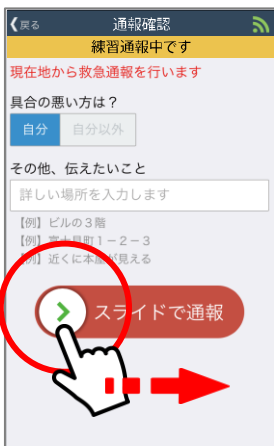 戻る 通報確認
練習通報中です
現在地から救急通報を行います
具合の悪い方は？
自分 自分以外
その他、伝えたいこと
詳しい場所を入力します
【例】ビルの３階
【例】富士見町１－２－３
【例】近くに本屋が見える
スライドで通報